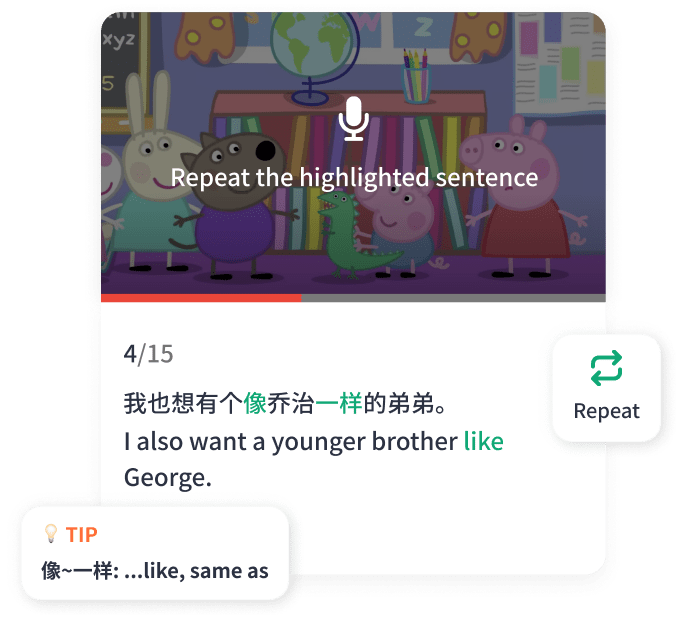 xyz
5
W
Z
Repeat the highlighted sentence
4/15
我也想有个像乔治一样的弟弟。
I also want a younger brother like
George.
Repeat
TIP
像~一样: ...like, same as